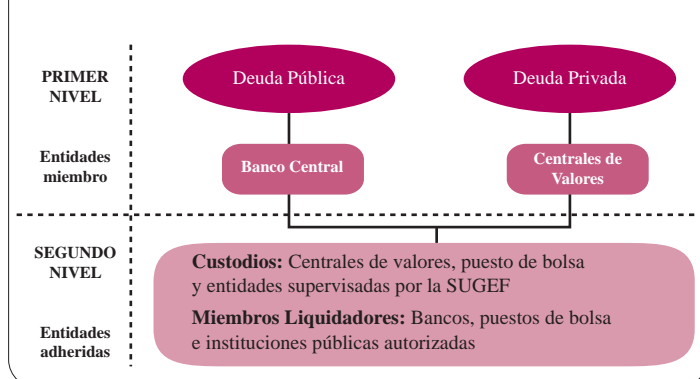 PRIMER
NIVEL
Deuda Pública
Deuda Privada
Entidades
miembro
Banco Central
Centrales de
Valores
SEGUNDO
NIVEL
Custodios: Centrales de valores, puesto de bolsa
y entidades supervisadas por la SUGEF
Miembros Liquidadores: Bancos, puestos de bolsa
e instituciones públicas autorizadas
Entidades
adheridas